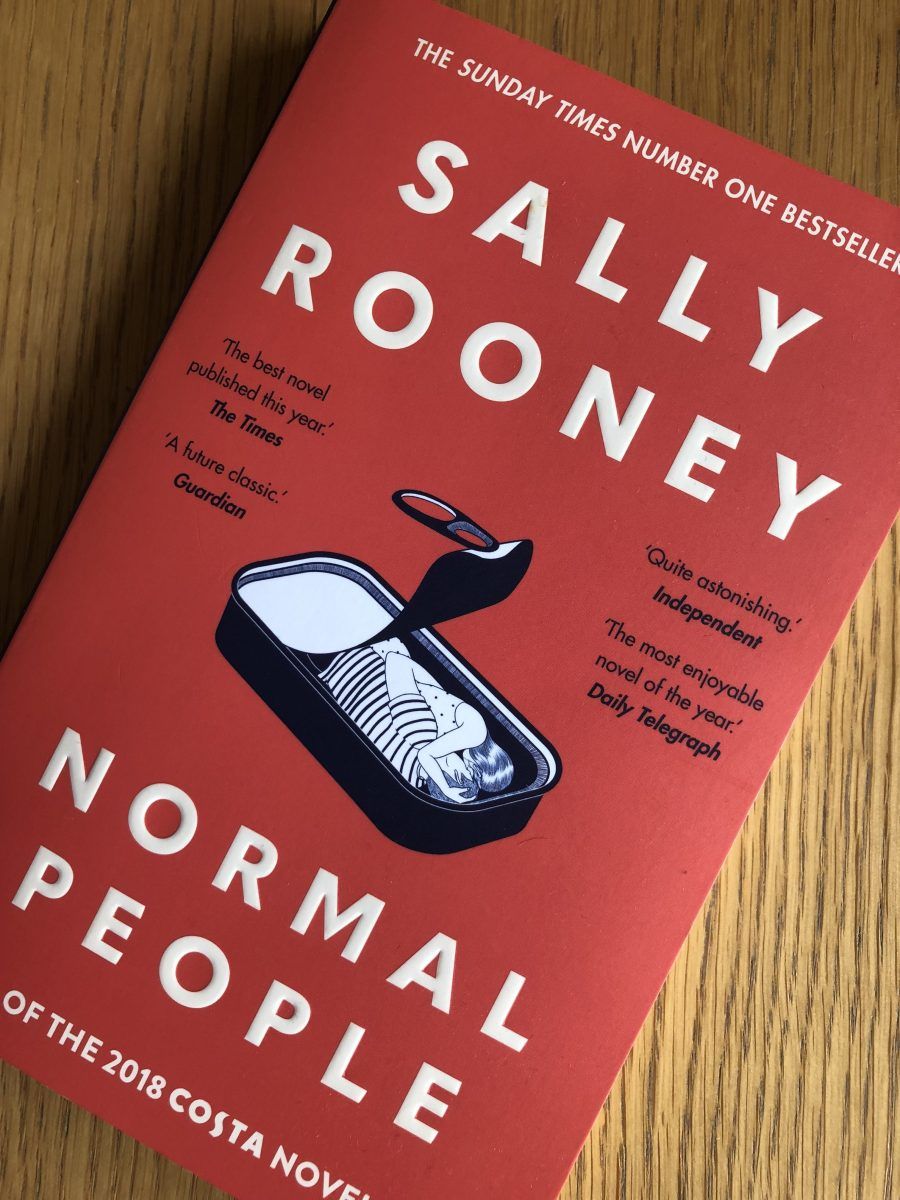 THE SUNDAY TIMES NUMBER ONE BESTSELLER
SALLY
ROONEY
'The best novel
published this year.'
The Times
'A future classic.'
Guardian
'Quite astonishing.'
Independent
'The most enjoyable
novel of the year.'
Daily Telegraph
NORMAL
PEOPLE
OF THE 2018 COSTA NOVEL